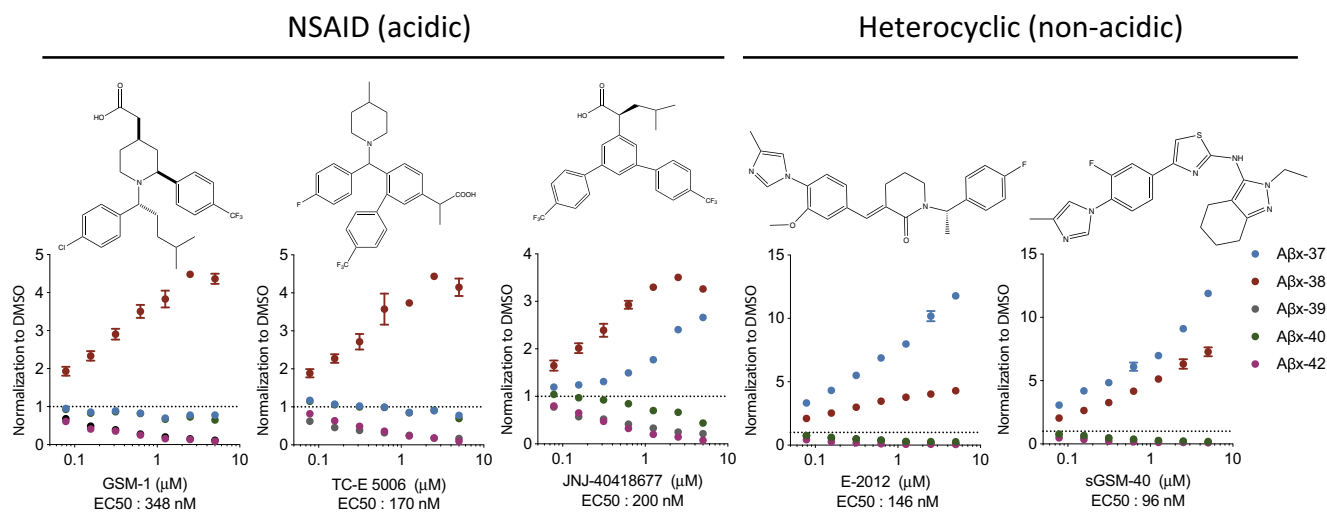 NSAID (acidic)
Heterocyclic (non-acidic)
O
HO
N
CF₃
Cl
N
F
COOH
F₃C
O
HO
F₃C
CF₃
N
N
O
N
O
F
S
NH
N
F
N
N
N
N
Normalization to DMSO
5
4
3
2
1
0
0.1
1
10
GSM-1 (μM)
EC50 : 348 nM
Normalization to DMSO
5
4
3
2
1
0
0.1
1
10
TC-E 5006 (μM)
EC50 : 170 nM
Normalization to DMSO
5
4
3
2
1
0
0.1
1
10
JNJ-40418677 (μM)
EC50 : 200 nM
Normalization to DMSO
15
10
5
0
0.1
1
10
E-2012 (μM)
EC50 : 146 nM
Normalization to DMSO
15
10
5
0
0.1
1
10
sGSM-40 (μM)
EC50 : 96 nM
Aβx-37
Aβx-38
Aβx-39
Aβx-40
Aβx-42